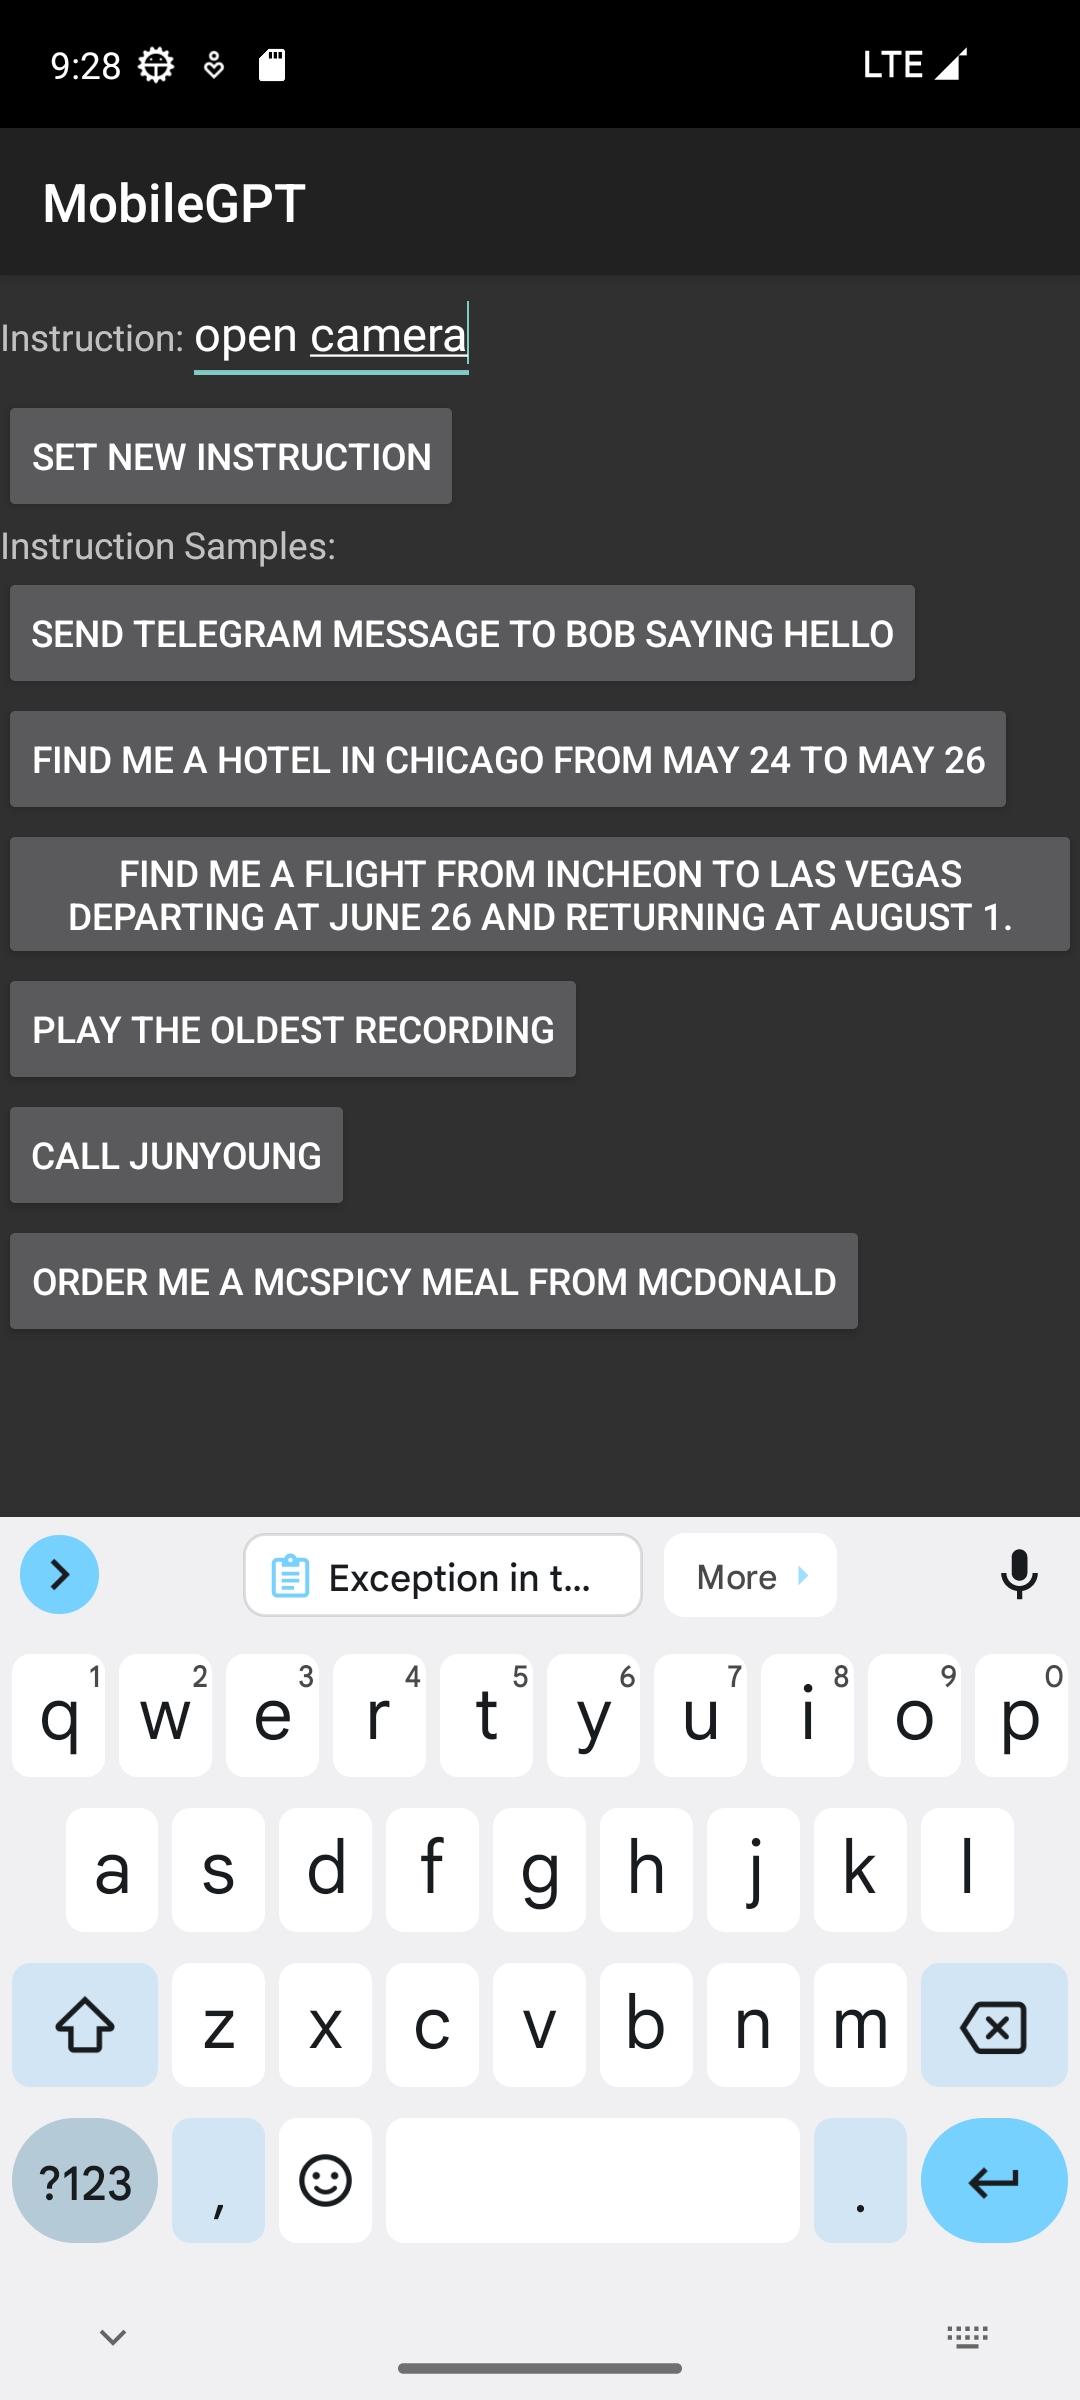 9:28 LTE
MobileGPT
Instruction: open camera
SET NEW INSTRUCTION
Instruction Samples:
SEND TELEGRAM MESSAGE TO BOB SAYING HELLO
FIND ME A HOTEL IN CHICAGO FROM MAY 24 TO MAY 26
FIND ME A FLIGHT FROM INCHEON TO LAS VEGAS
DEPARTING AT JUNE 26 AND RETURNING AT AUGUST 1.
PLAY THE OLDEST RECORDING
CALL JUNYOUNG
ORDER ME A MCSPICY MEAL FROM MCDONALD
Exception in t... More
1 2 3 4 5 6 7 8 9 0
q w e r t y u i o p
a s d f g h j k l
z x c v b n m
?123 , .